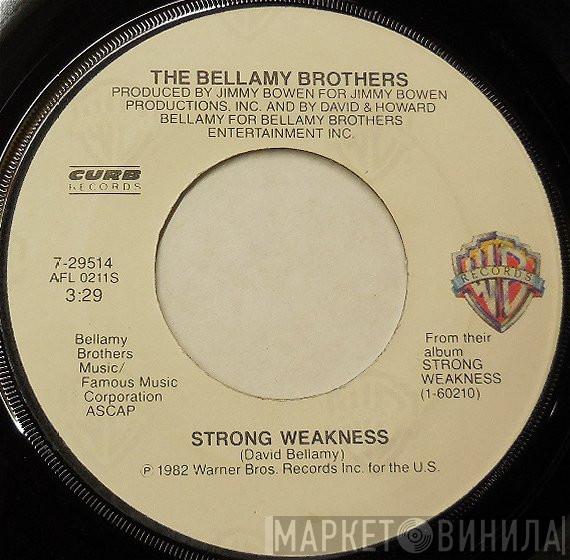 THE BELLAMY BROTHERS
PRODUCED BY JIMMY BOWEN FOR JIMMY BOWEN
PRODUCTIONS, INC. AND BY DAVID & HOWARD
BELLAMY FOR BELLAMY BROTHERS
ENTERTAINMENT INC.
CURB
RECORDS
7-29514
AFL 0211S
3:29
WB
RECORDS
Bellamy
Brothers
Music/
Famous Music
Corporation
ASCAP
From their
album
STRONG
WEAKNESS
(1-60210)
STRONG WEAKNESS
(David Bellamy)
℗ 1982 Warner Bros. Records Inc. for the U.S.
МАРКЕТ ВИНИЛА